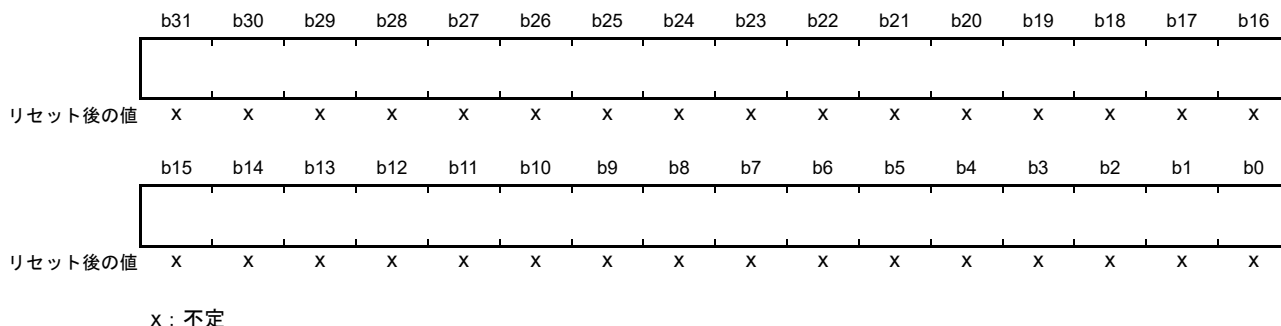 b31 b30 b29 b28 b27 b26 b25 b24 b23 b22 b21 b20 b19 b18 b17 b16
リセット後の値 x x x x x x x x x x x x x x x x
b15 b14 b13 b12 b11 b10 b9 b8 b7 b6 b5 b4 b3 b2 b1 b0
リセット後の値 x x x x x x x x x x x x x x x x
x : 不定